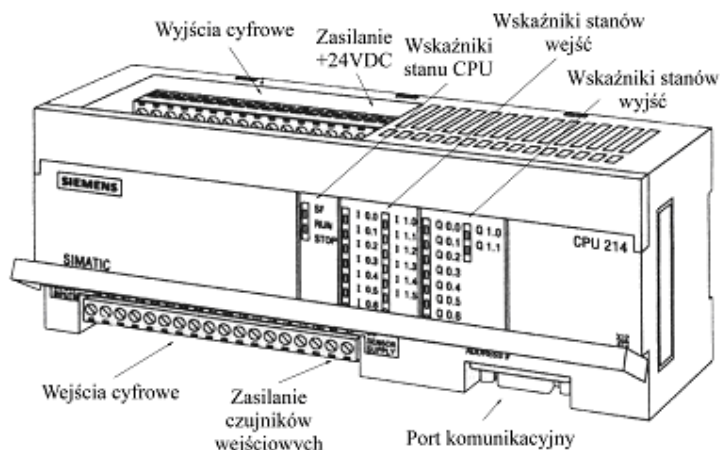 Wyjścia cyfrowe
Zasilanie
+24VDC
Wskaźniki
stanu CPU
Wskaźniki stanów
wejść
Wskaźniki stanów
wyjść
SIEMENS
SIMATIC
SF
RUN
STOP
I 0.0
I 0.1
I 0.2
I 0.3
I 0.4
I 0.5
I 0.6
I 1.0
I 1.1
I 1.2
I 1.3
I 1.4
I 1.5
Q 0.0
Q 0.1
Q 0.2
Q 0.3
Q 0.4
Q 0.5
Q 0.6
Q 1.0
Q 1.1
CPU 214
SENSOR
SUPPLY
Wejścia cyfrowe
Zasilanie
czujników
wejściowych
Port komunikacyjny